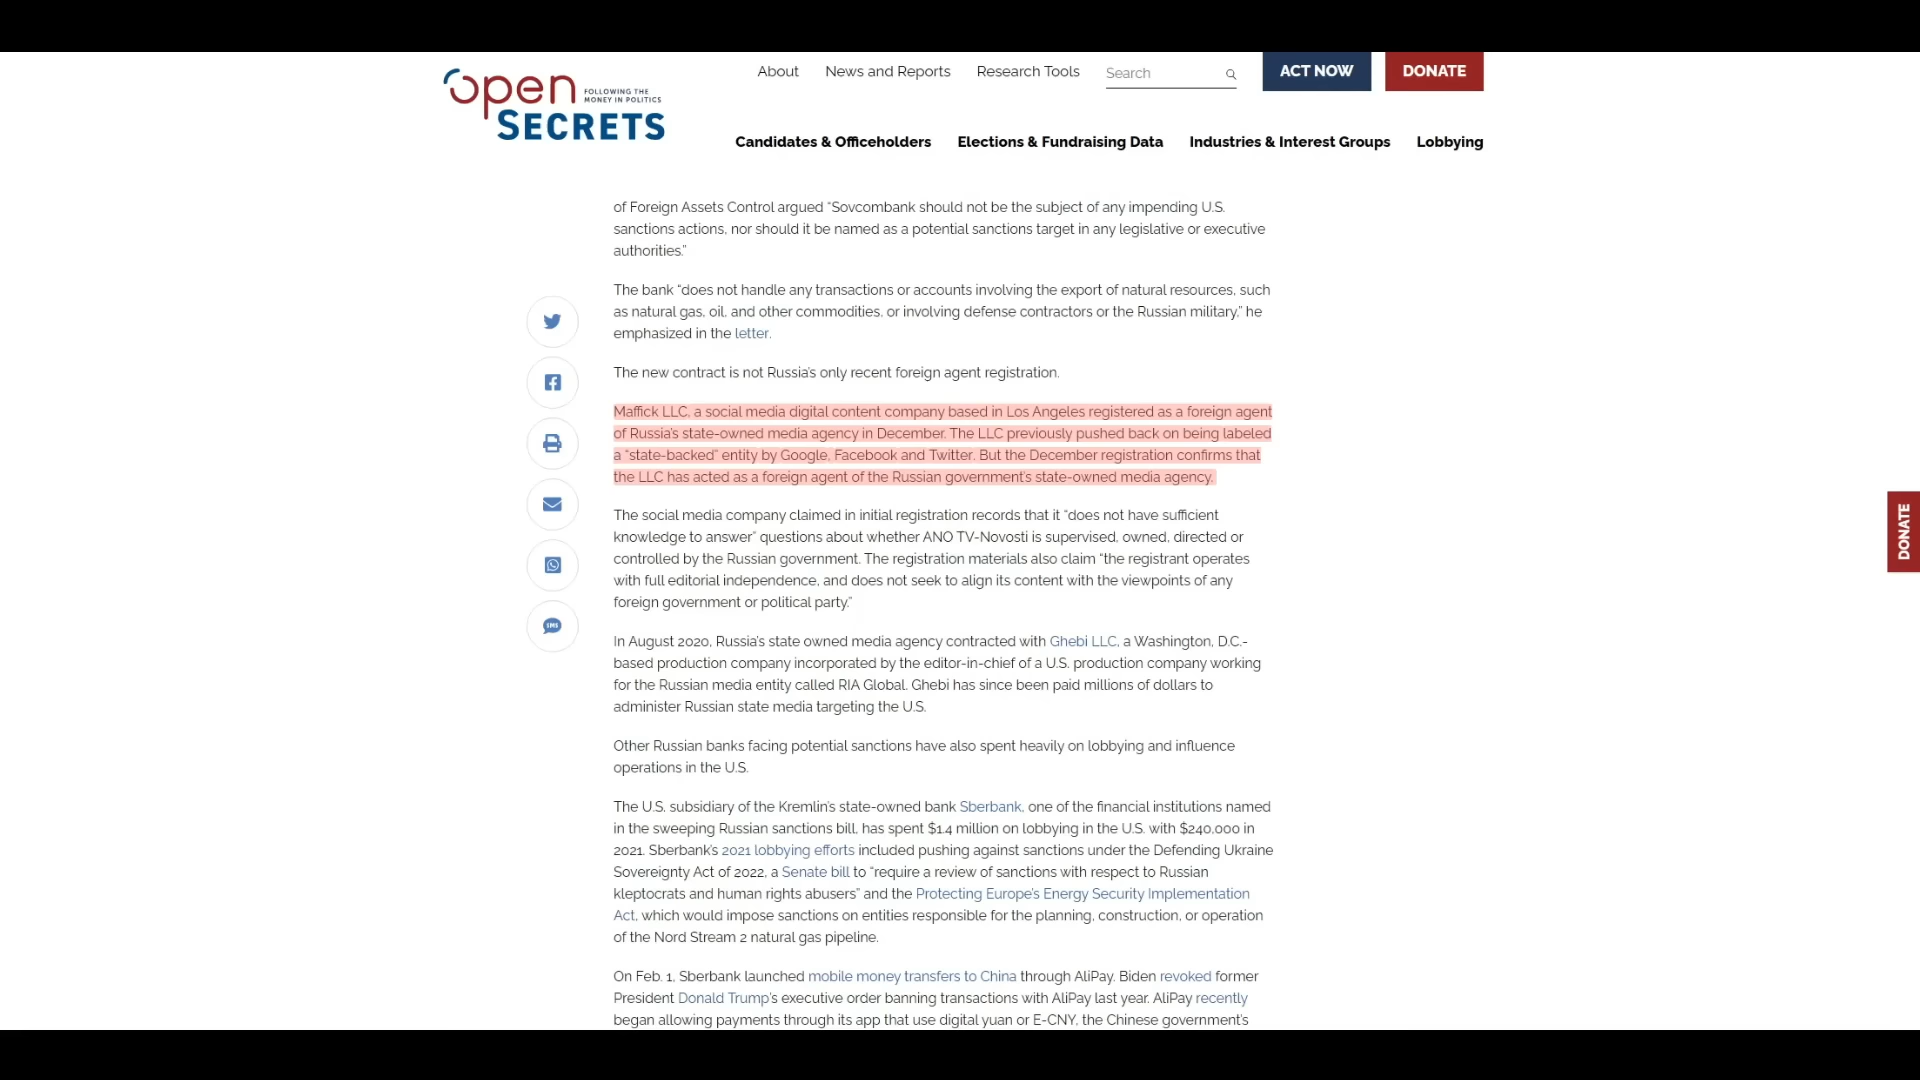 open
SECRETS
FOLLOWING THE
MONEY IN POLITICS
About News and Reports Research Tools Search ACT NOW DONATE
Candidates & Officeholders Elections & Fundraising Data Industries & Interest Groups Lobbying
of Foreign Assets Control argued “Sovcombank should not be the subject of any impending U.S.
sanctions actions, nor should it be named as a potential sanctions target in any legislative or executive
authorities.”
The bank “does not handle any transactions or accounts involving the export of natural resources, such
as natural gas, oil, and other commodities, or involving defense contractors or the Russian military,” he
emphasized in the letter.
The new contract is not Russia’s only recent foreign agent registration.
Maffick LLC, a social media digital content company based in Los Angeles registered as a foreign agent
of Russia’s state-owned media agency in December. The LLC previously pushed back on being labeled
a “state-backed” entity by Google, Facebook and Twitter. But the December registration confirms that
the LLC has acted as a foreign agent of the Russian government’s state-owned media agency.
The social media company claimed in initial registration records that it “does not have sufficient
knowledge to answer” questions about whether ANO TV-Novosti is supervised, owned, directed or
controlled by the Russian government. The registration materials also claim “the registrant operates
with full editorial independence, and does not seek to align its content with the viewpoints of any
foreign government or political party.”
In August 2020, Russia’s state owned media agency contracted with Ghebi LLC, a Washington, D.C.-
based production company incorporated by the editor-in-chief of a U.S. production company working
for the Russian media entity called RIA Global. Ghebi has since been paid millions of dollars to
administer Russian state media targeting the U.S.
Other Russian banks facing potential sanctions have also spent heavily on lobbying and influence
operations in the U.S.
The U.S. subsidiary of the Kremlin’s state-owned bank Sberbank, one of the financial institutions named
in the sweeping Russian sanctions bill, has spent $1.4 million on lobbying in the U.S. with $240,000 in
2021. Sberbank’s 2021 lobbying efforts included pushing against sanctions under the Defending Ukraine
Sovereignty Act of 2022, a Senate bill to “require a review of sanctions with respect to Russian
kleptocrats and human rights abusers” and the Protecting Europe’s Energy Security Implementation
Act, which would impose sanctions on entities responsible for the planning, construction, or operation
of the Nord Stream 2 natural gas pipeline.
On Feb. 1, Sberbank launched mobile money transfers to China through AliPay. Biden revoked former
President Donald Trump’s executive order banning transactions with AliPay last year. AliPay recently
began allowing payments through its app that use digital yuan or E-CNY, the Chinese government’s
SMS
DONATE